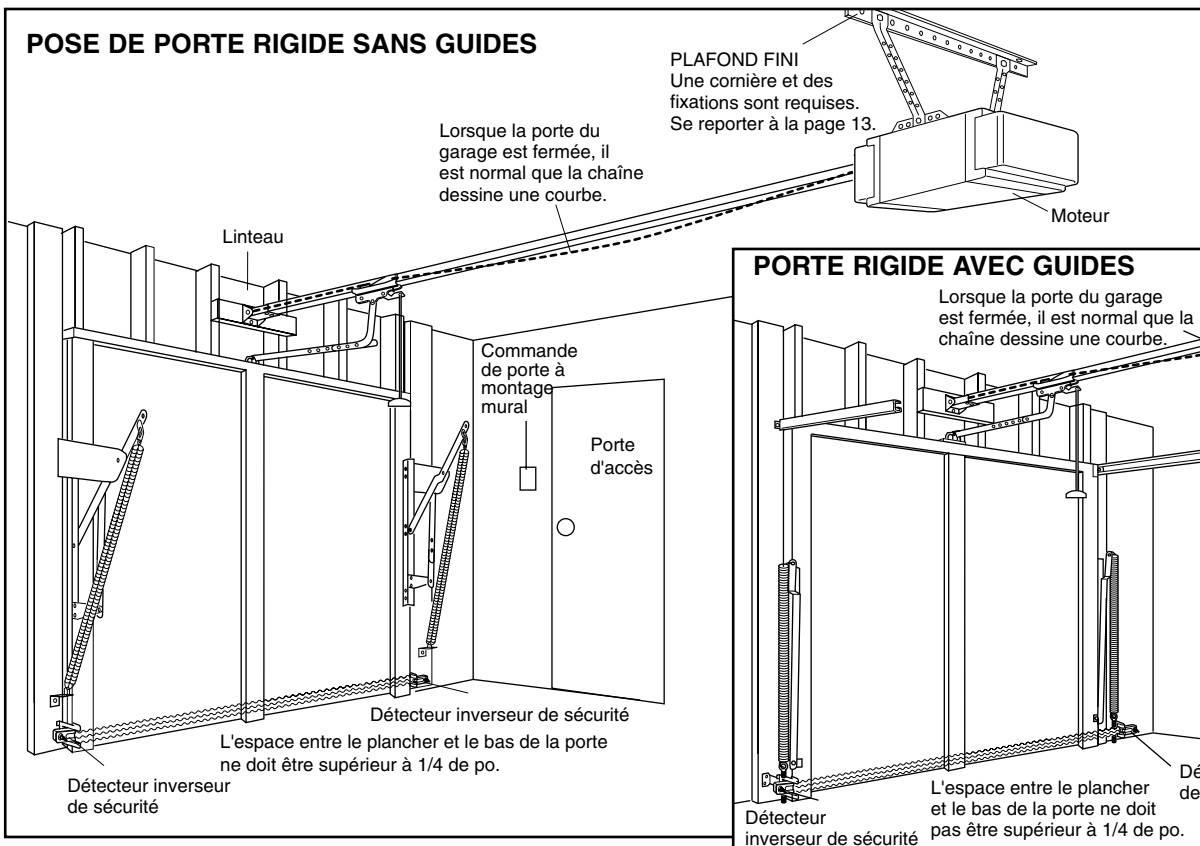 POSE DE PORTE RIGIDE SANS GUIDES
PLAFOND FINI
Une cornière et des
fixations sont requises.
Se reporter à la page 13.
Lorsque la porte du
garage est fermée, il
est normal que la chaîne
dessine une courbe.
Moteur
Linteau
Commande
de porte à
montage
mural
Porte
d'accès
Détecteur inverseur de sécurité
L'espace entre le plancher et le bas de la porte
ne doit être supérieur à 1/4 de po.
Détecteur inverseur
de sécurité
PORTE RIGIDE AVEC GUIDES
Lorsque la porte du garage
est fermée, il est normal que la
chaîne dessine une courbe.
L'espace entre le plancher
et le bas de la porte ne doit
pas être supérieur à 1/4 de po.
Détecteur
inverseur de sécurité